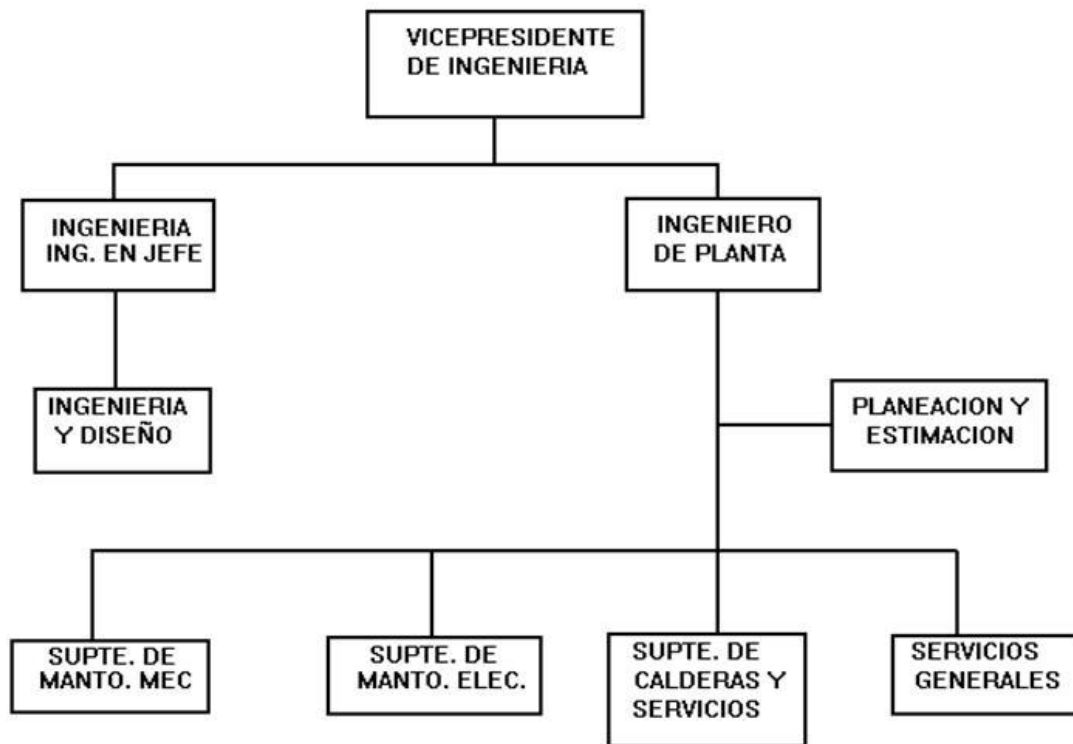 VICEPRESIDENTE
DE INGENIERIA
INGENIERIA
ING. EN JEFE
INGENIERO
DE PLANTA
INGENIERIA
Y DISEÑO
PLANEACION Y
ESTIMACION
SUPTE. DE
MANTO. MEC
SUPTE. DE
MANTO. ELEC.
SUPTE. DE
CALDERAS Y
SERVICIOS
SERVICIOS
GENERALES